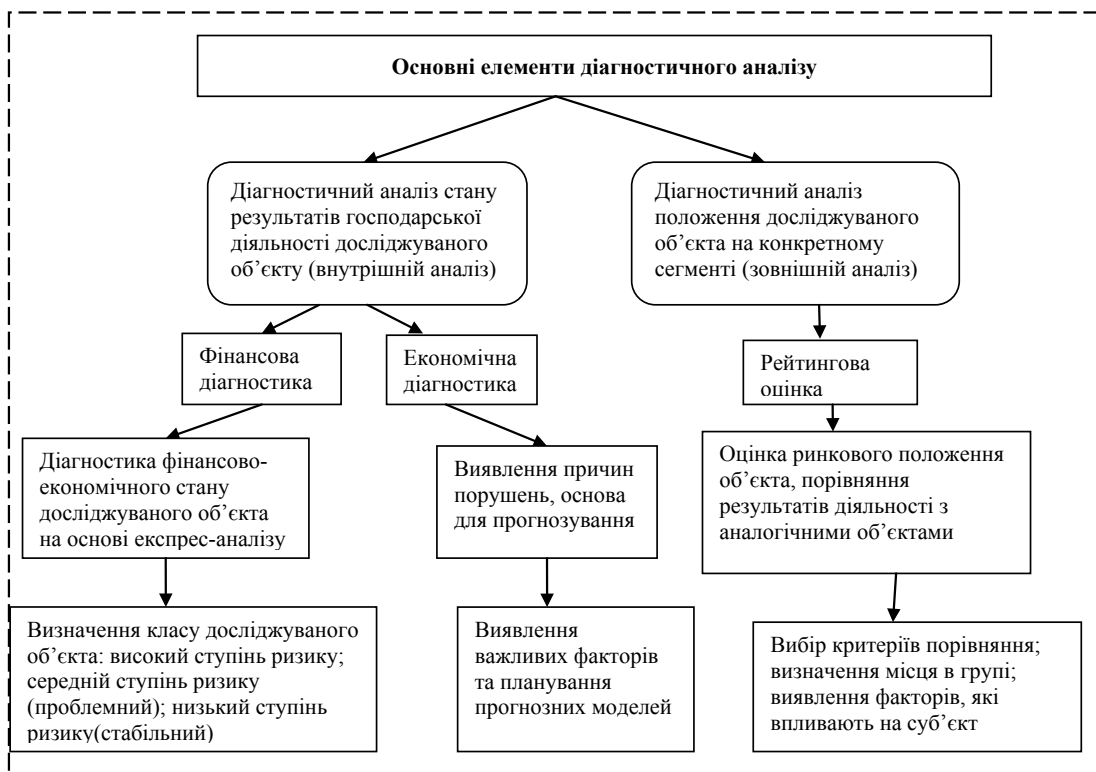 Основні елементи діагностичного аналізу
Діагностичний аналіз стану
результатів господарської
діяльності досліджуваного
об’єкту (внутрішній аналіз)
Діагностичний аналіз
положення досліджуваного
об’єкта на конкретному
сегменті (зовнішній аналіз)
Фінансова
діагностика
Економічна
діагностика
Рейтингова
оцінка
Діагностика фінансово-
економічного стану
досліджуваного об’єкта
на основі експрес-аналізу
Виявлення причин
порушень, основа
для прогнозування
Оцінка ринкового положення
об’єкта, порівняння
результатів діяльності з
аналогічними об’єктами
Визначення класу досліджуваного
об’єкта: високий ступінь ризику;
середній ступінь ризику
(проблемний); низький ступінь
ризику(стабільний)
Виявлення
важливих факторів
та планування
прогнозних моделей
Вибір критеріїв порівняння;
визначення місця в групі;
виявлення факторів, які
впливають на суб’єкт